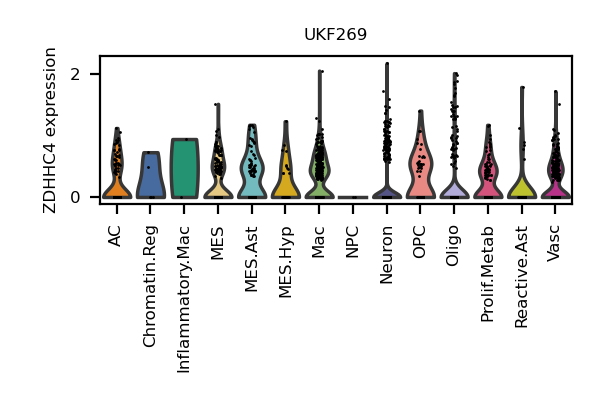 UKF269
ZDHHC4 expression
2
0
AC
Chromatin.Reg
Inflammatory.Mac
MES
MES.Ast
MES.Hyp
Mac
NPC
Neuron
OPC
Oligo
Prolif.Metab
Reactive.Ast
Vasc